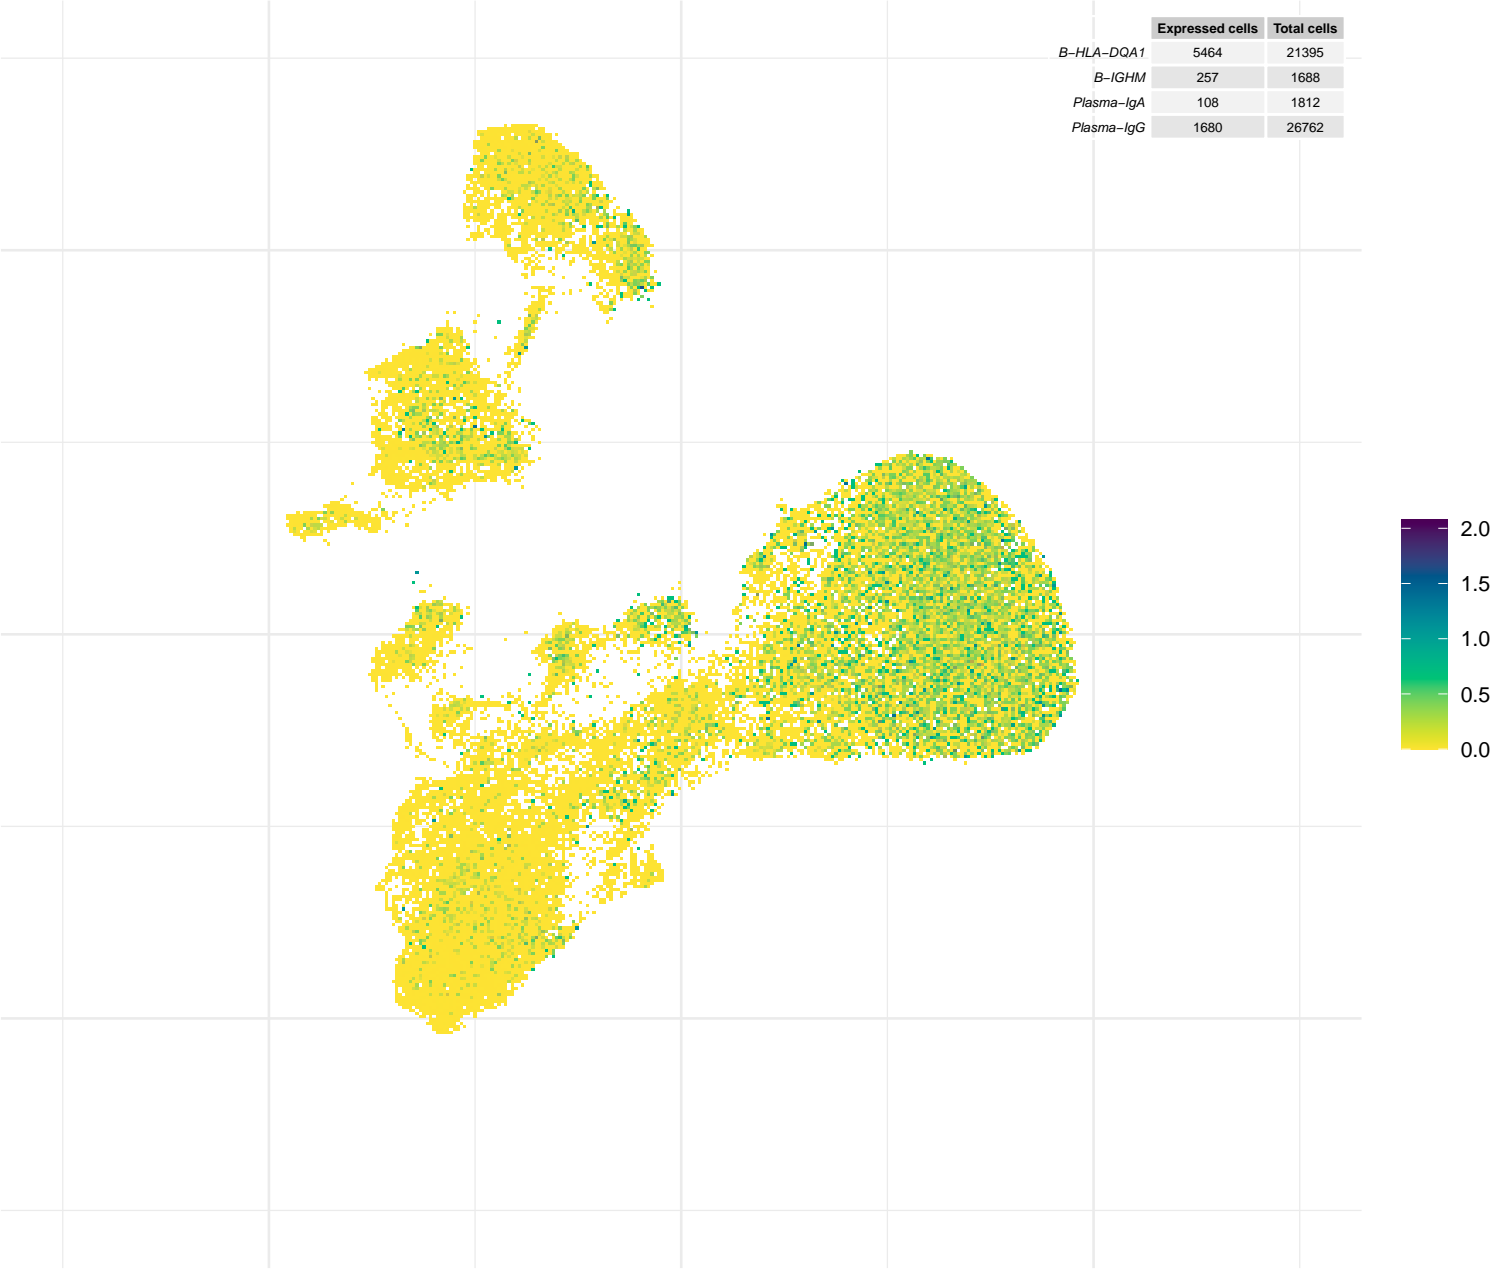 Expressed cells Total cells
B−HLA−DQA1 5464 21395
B−IGHM 257 1688
Plasma−IgA 108 1812
Plasma−IgG 1680 26762
2.0
1.5
1.0
0.5
0.0